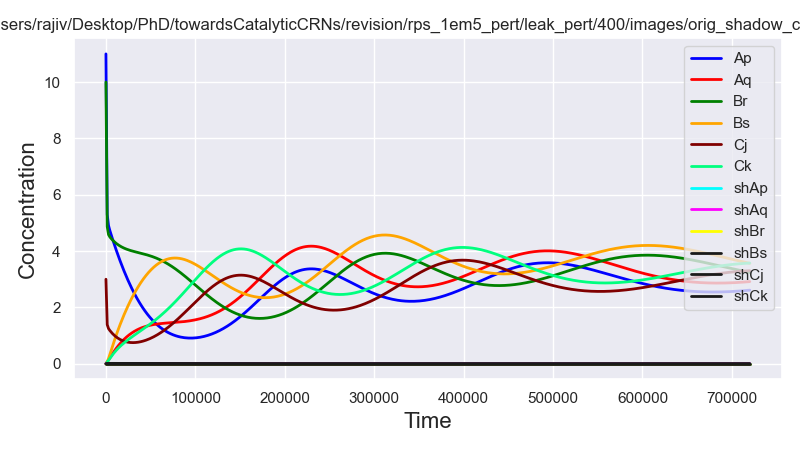 sers/rajiv/Desktop/PhD/towardsCatalyticCRNs/revision/rps_1em5_pert/leak_pert/400/images/orig_shadow_c
Concentration
10
8
6
4
2
0
0 100000 200000 300000 400000 500000 600000 700000
Time
Ap
Aq
Br
Bs
Cj
Ck
shAp
shAq
shBr
shBs
shCj
shCk